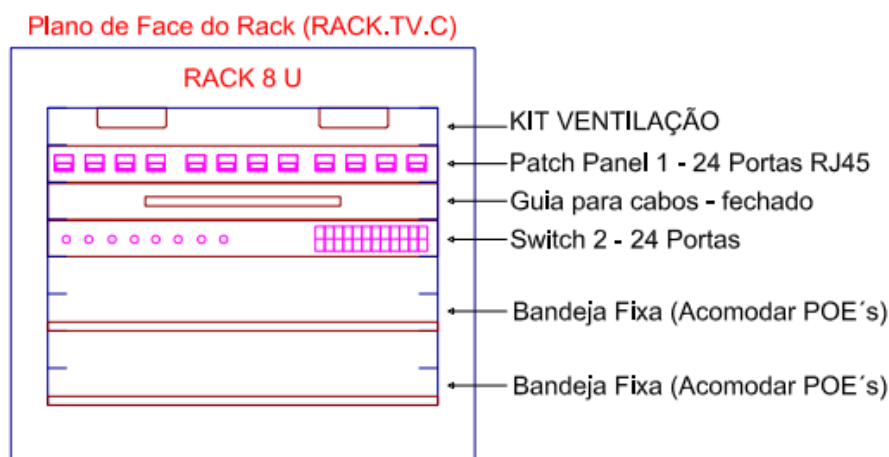 Plano de Face do Rack (RACK.TV.C)
RACK 8 U
KIT VENTILAÇÃO
Patch Panel 1 - 24 Portas RJ45
Guia para cabos - fechado
Switch 2 - 24 Portas
Bandeja Fixa (Acomodar POE´s)
Bandeja Fixa (Acomodar POE´s)